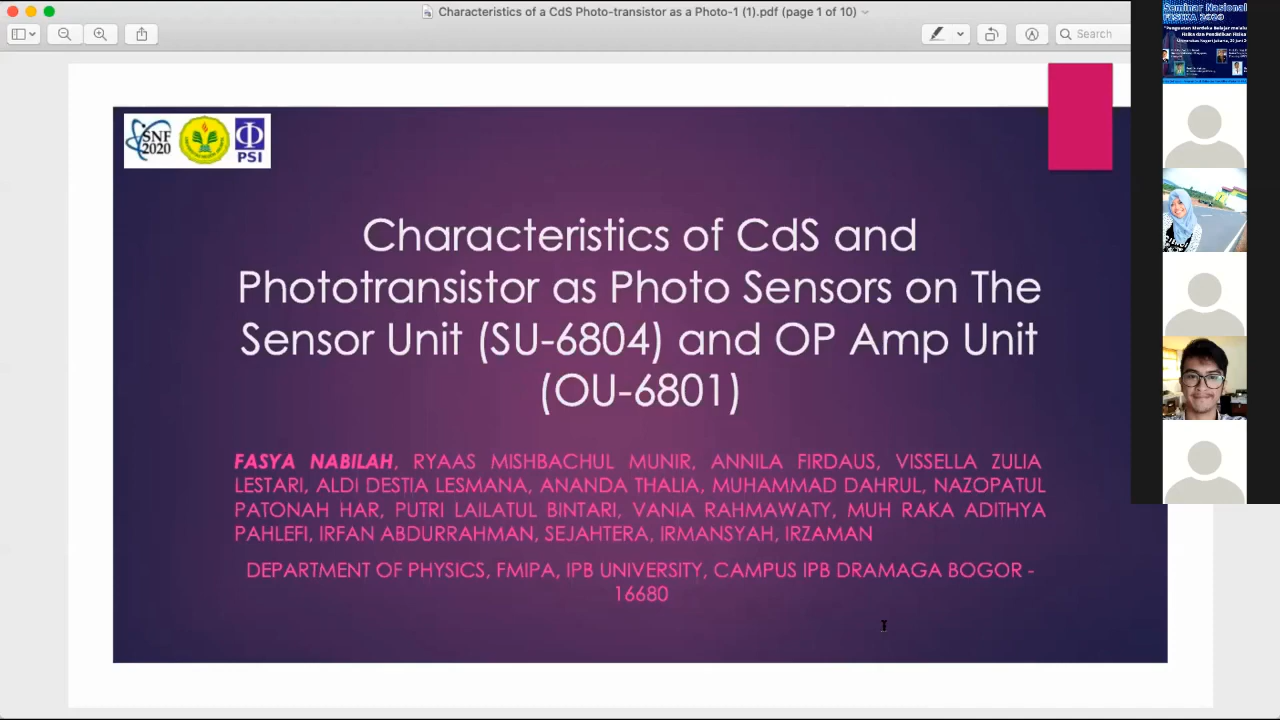 Characteristics of a CdS Photo-transistor as a Photo-1 (1).pdf (page 1 of 10)
Search
SNF
2020
PSI
Characteristics of CdS and
Phototransistor as Photo Sensors on The
Sensor Unit (SU-6804) and OP Amp Unit
(OU-6801)
FASYA NABILAH, RYAAS MISHBACHUL MUNIR, ANNILA FIRDAUS, VISSELLA ZULIA
LESTARI, ALDI DESTIA LESMANA, ANANDA THALIA, MUHAMMAD DAHRUL, NAZOPATUL
PATONAH HAR, PUTRI LAILATUL BINTARI, VANIA RAHMAWATY, MUH RAKA ADITHYA
PAHLEFI, IRFAN ABDURRAHMAN, SEJAHTERA, IRMANSYAH, IRZAMAN
DEPARTMENT OF PHYSICS, FMIPA, IPB UNIVERSITY, CAMPUS IPB DRAMAGA BOGOR -
16680
Seminar Nasional
2020